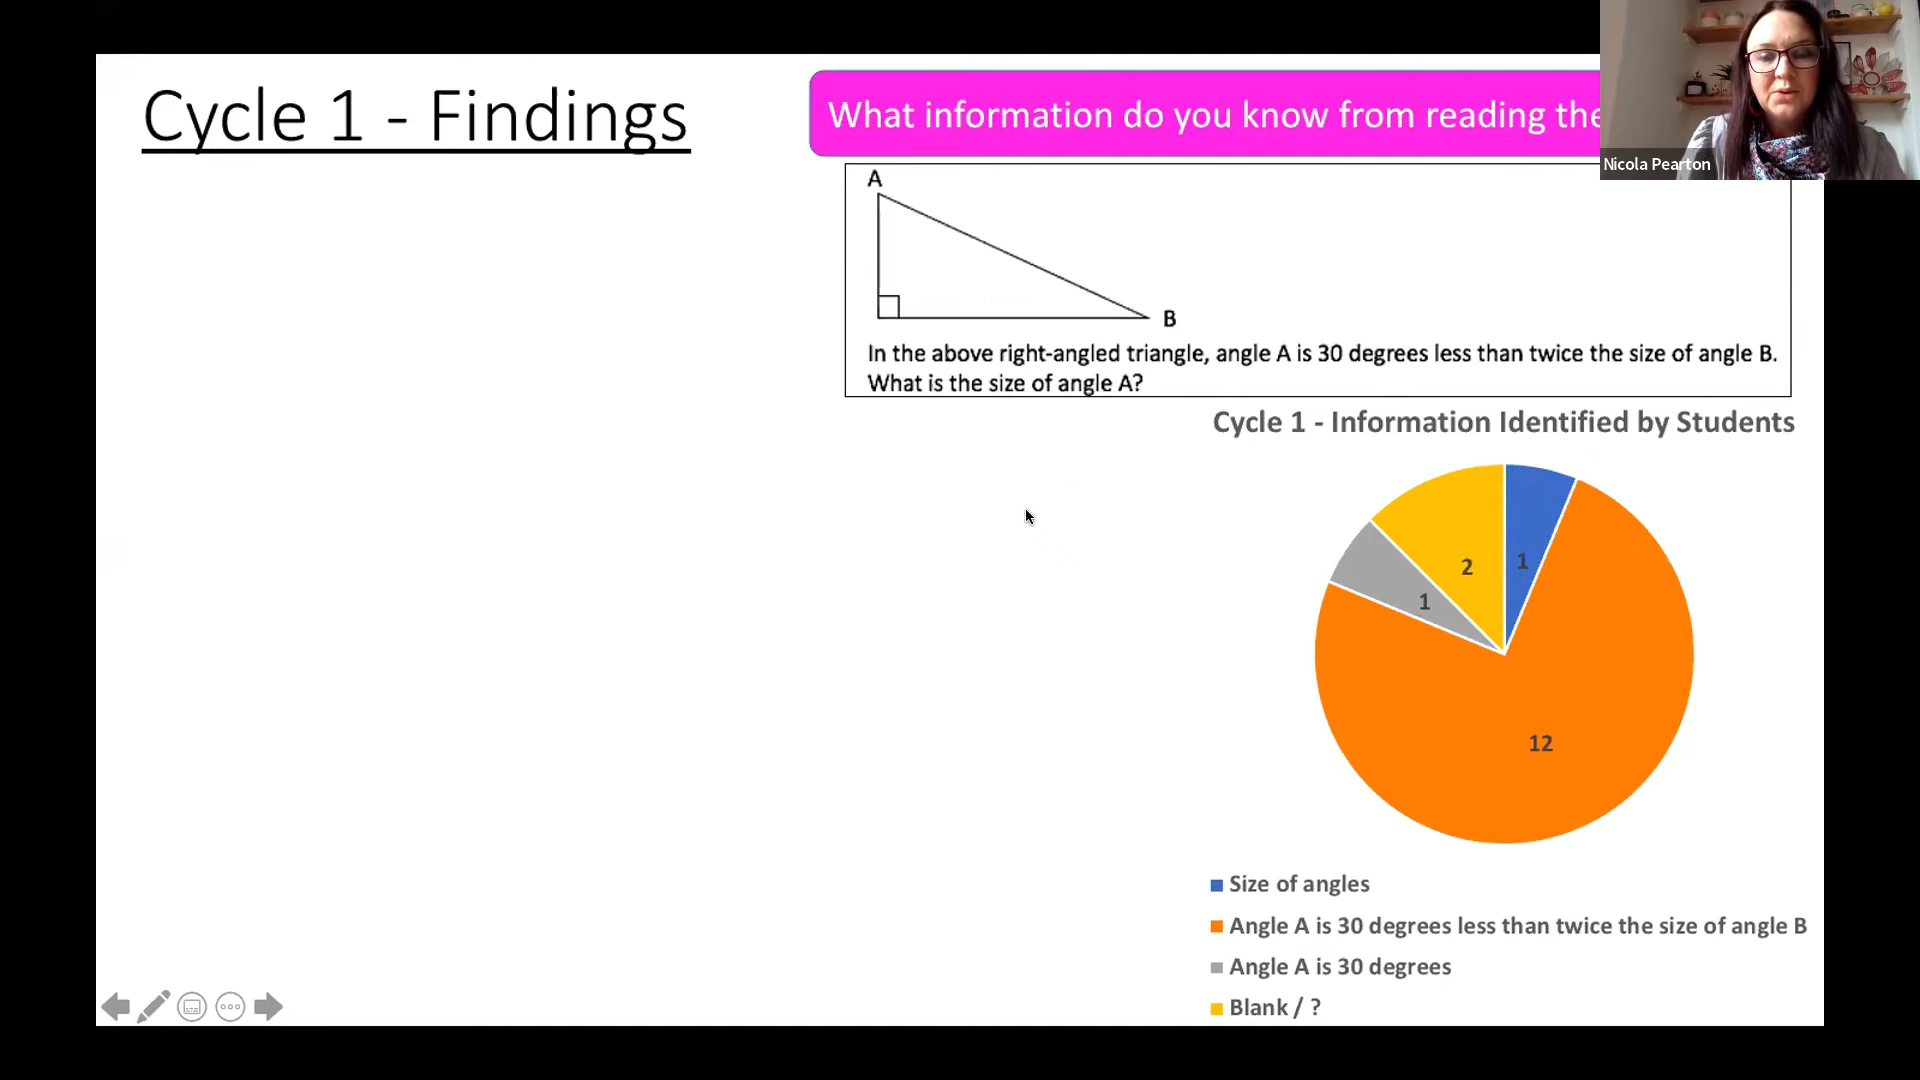 Cycle 1 - Findings
What information do you know from reading the
Nicola Pearton
A
B
In the above right-angled triangle, angle A is 30 degrees less than twice the size of angle B.
What is the size of angle A?
Cycle 1 - Information Identified by Students
2
1
1
12
Size of angles
Angle A is 30 degrees less than twice the size of angle B
Angle A is 30 degrees
Blank / ?